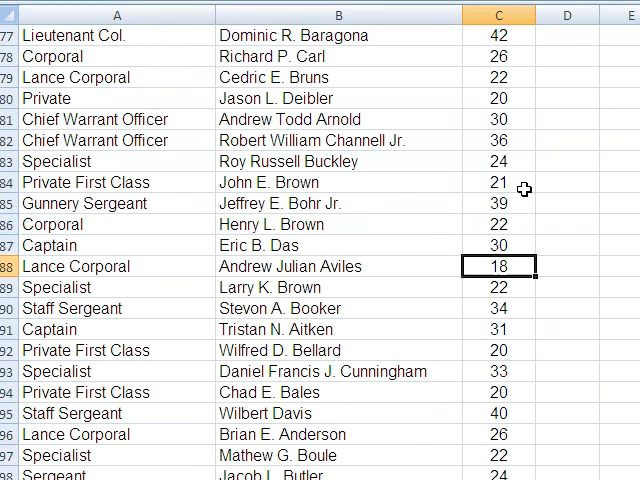 A B C D E
77 Lieutenant Col. Dominic R. Baragona 42
78 Corporal Richard P. Carl 26
79 Lance Corporal Cedric E. Bruns 22
80 Private Jason L. Deibler 20
81 Chief Warrant Officer Andrew Todd Arnold 30
82 Chief Warrant Officer Robert William Channell Jr. 36
83 Specialist Roy Russell Buckley 24
84 Private First Class John E. Brown 21
85 Gunnery Sergeant Jeffrey E. Bohr Jr. 39
86 Corporal Henry L. Brown 22
87 Captain Eric B. Das 30
88 Lance Corporal Andrew Julian Aviles 18
89 Specialist Larry K. Brown 22
90 Staff Sergeant Stevon A. Booker 34
91 Captain Tristan N. Aitken 31
92 Private First Class Wilfred D. Bellard 20
93 Specialist Daniel Francis J. Cunningham 33
94 Private First Class Chad E. Bales 20
95 Staff Sergeant Wilbert Davis 40
96 Lance Corporal Brian E. Anderson 26
97 Specialist Mathew G. Boule 22
98 Sergeant Jacob L. Butler 24